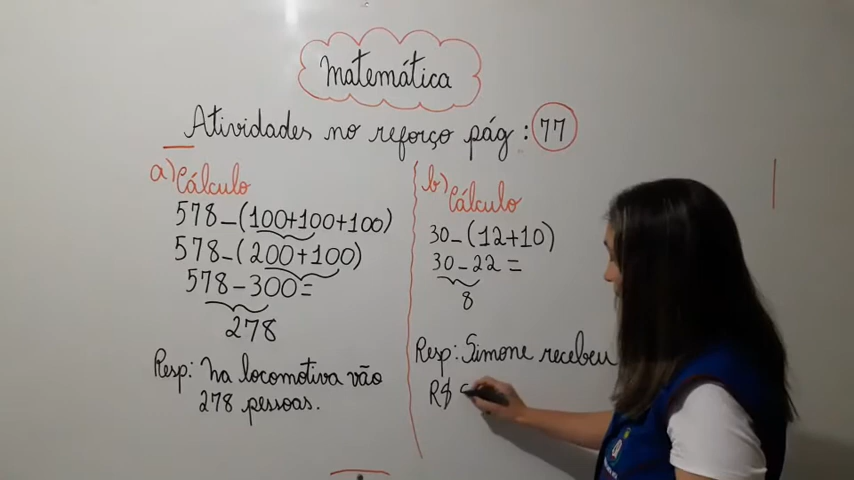 Matemática
Atividades no reforço pág: 77
a) Cálculo
578-(100+100+100)
578-(200+100)
578-300=
278
Resp: Na locomotiva vão
278 pessoas.
b) Cálculo
30-(12+10)
30-22=
8
Resp: Simone recebeu
R$